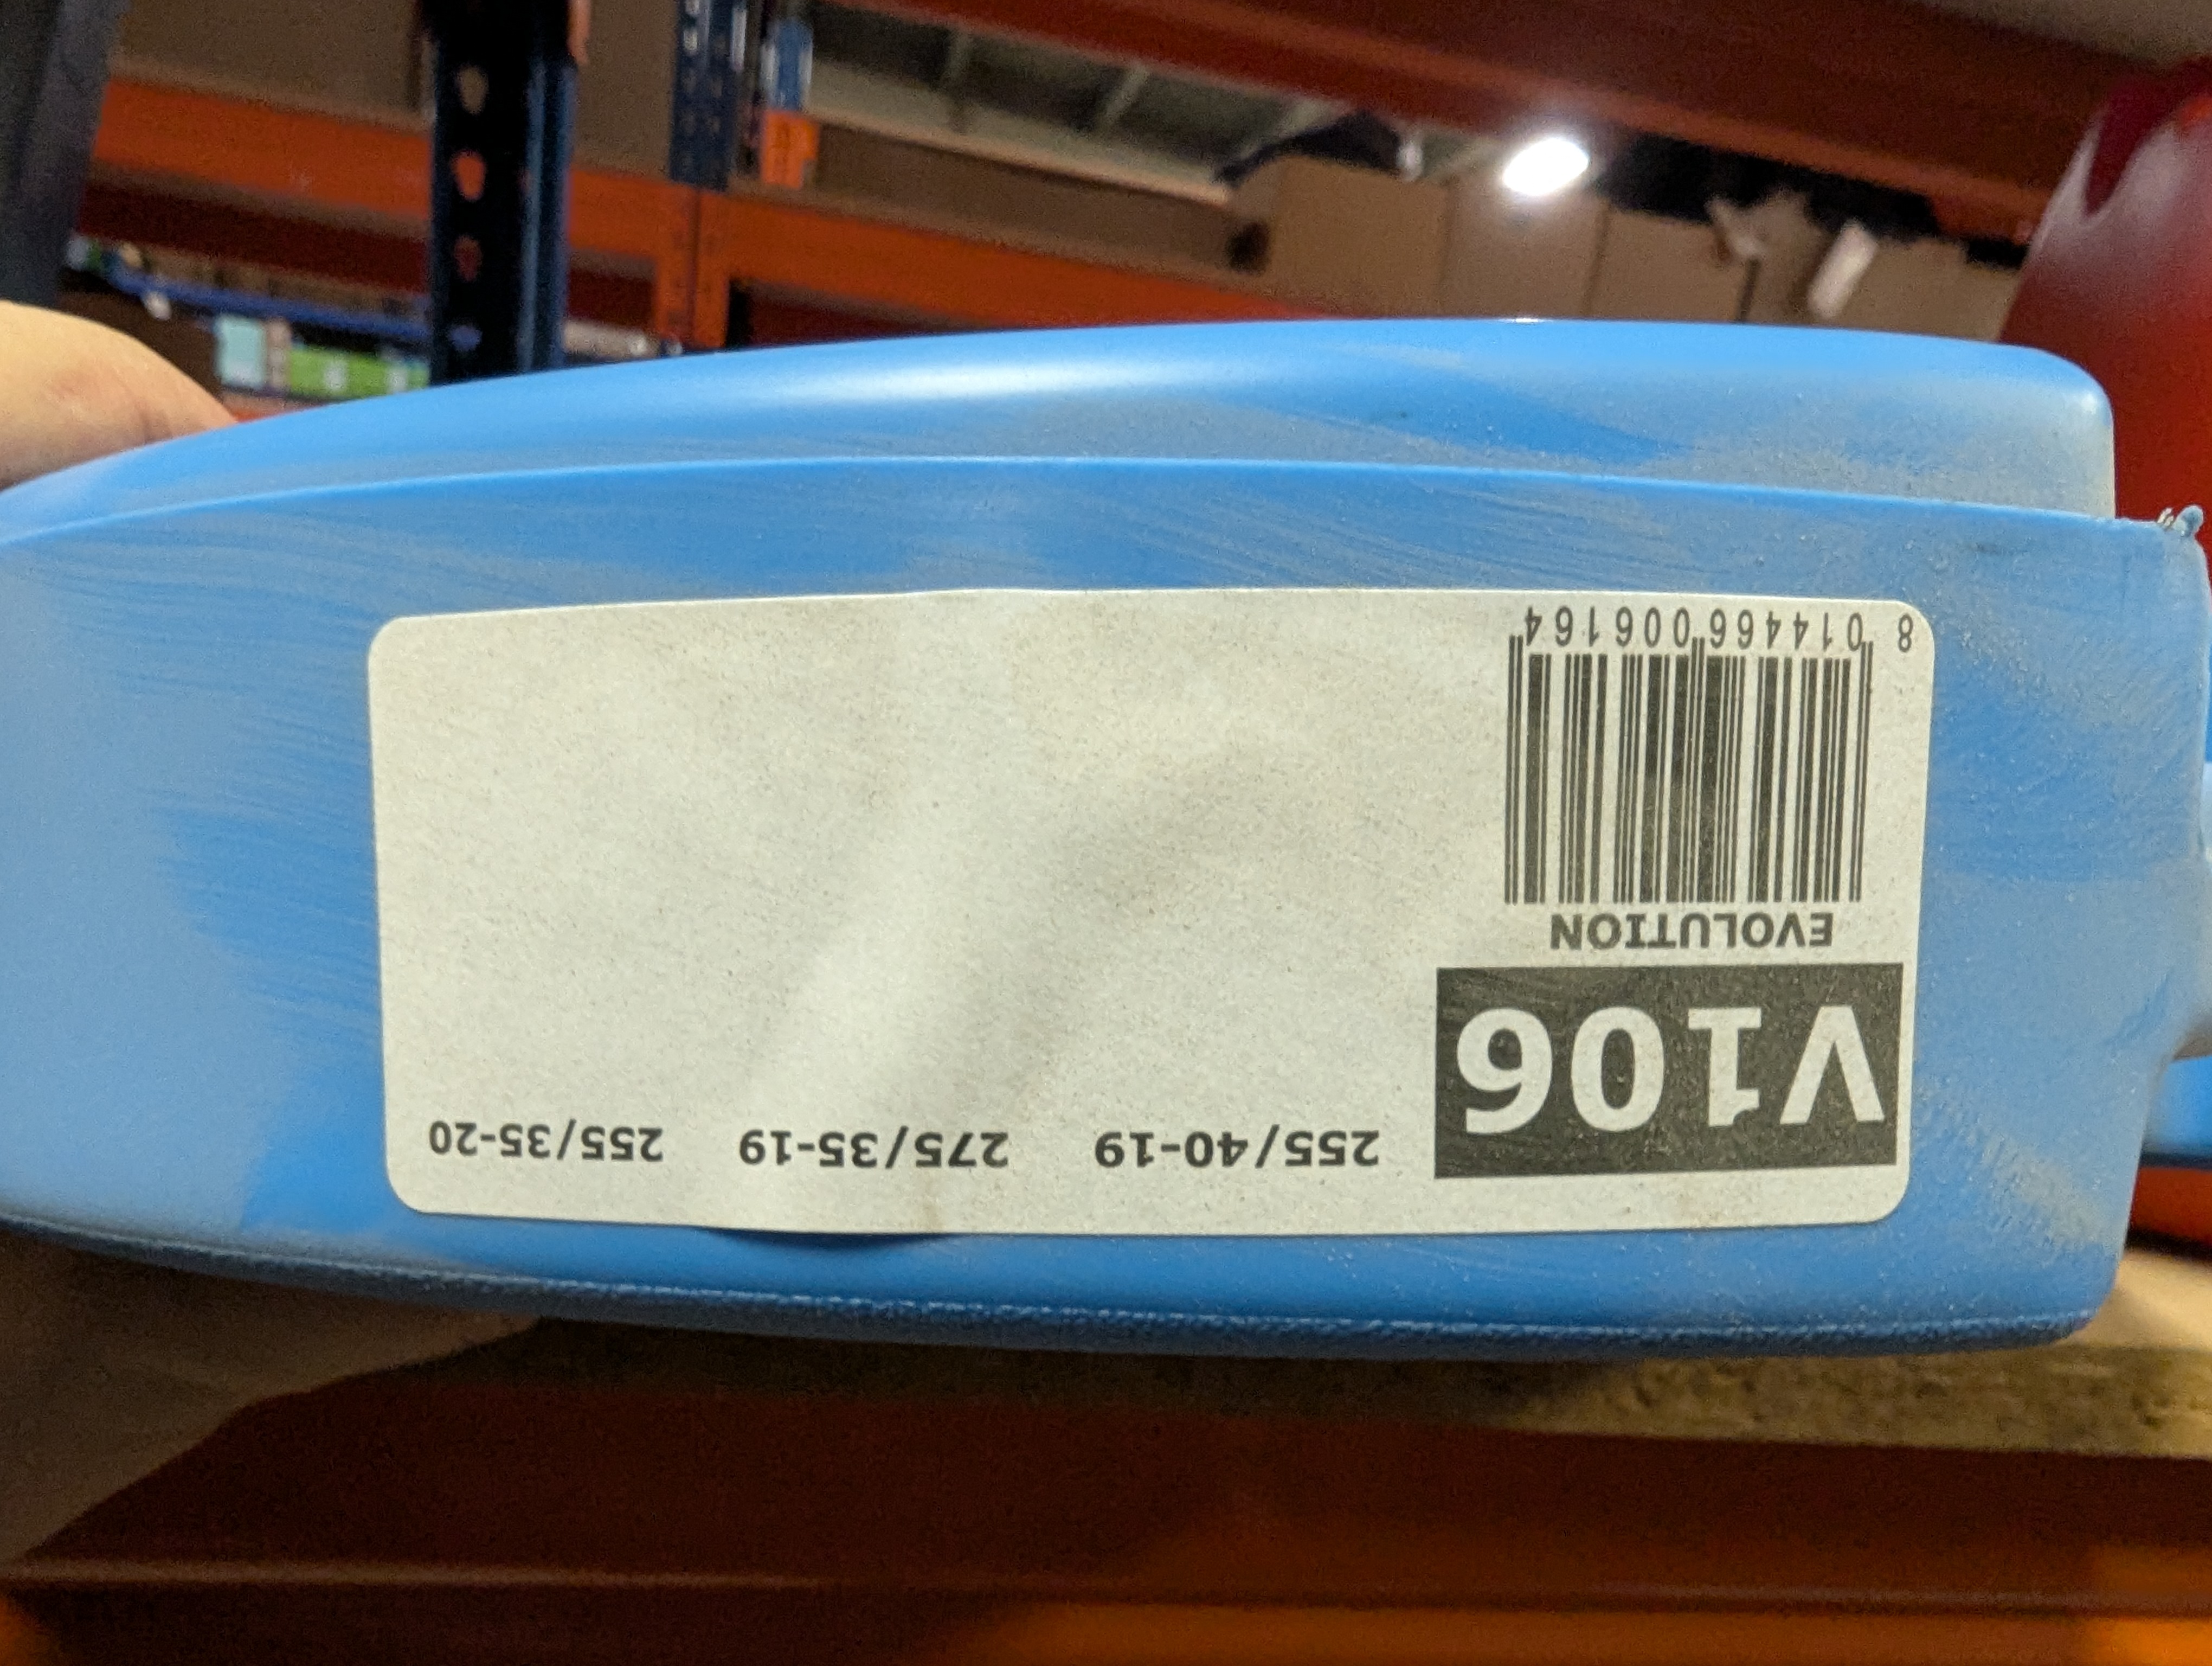 V106 255/40-19 275/35-19 255/35-20
EVOLUTION
8 014466 006164